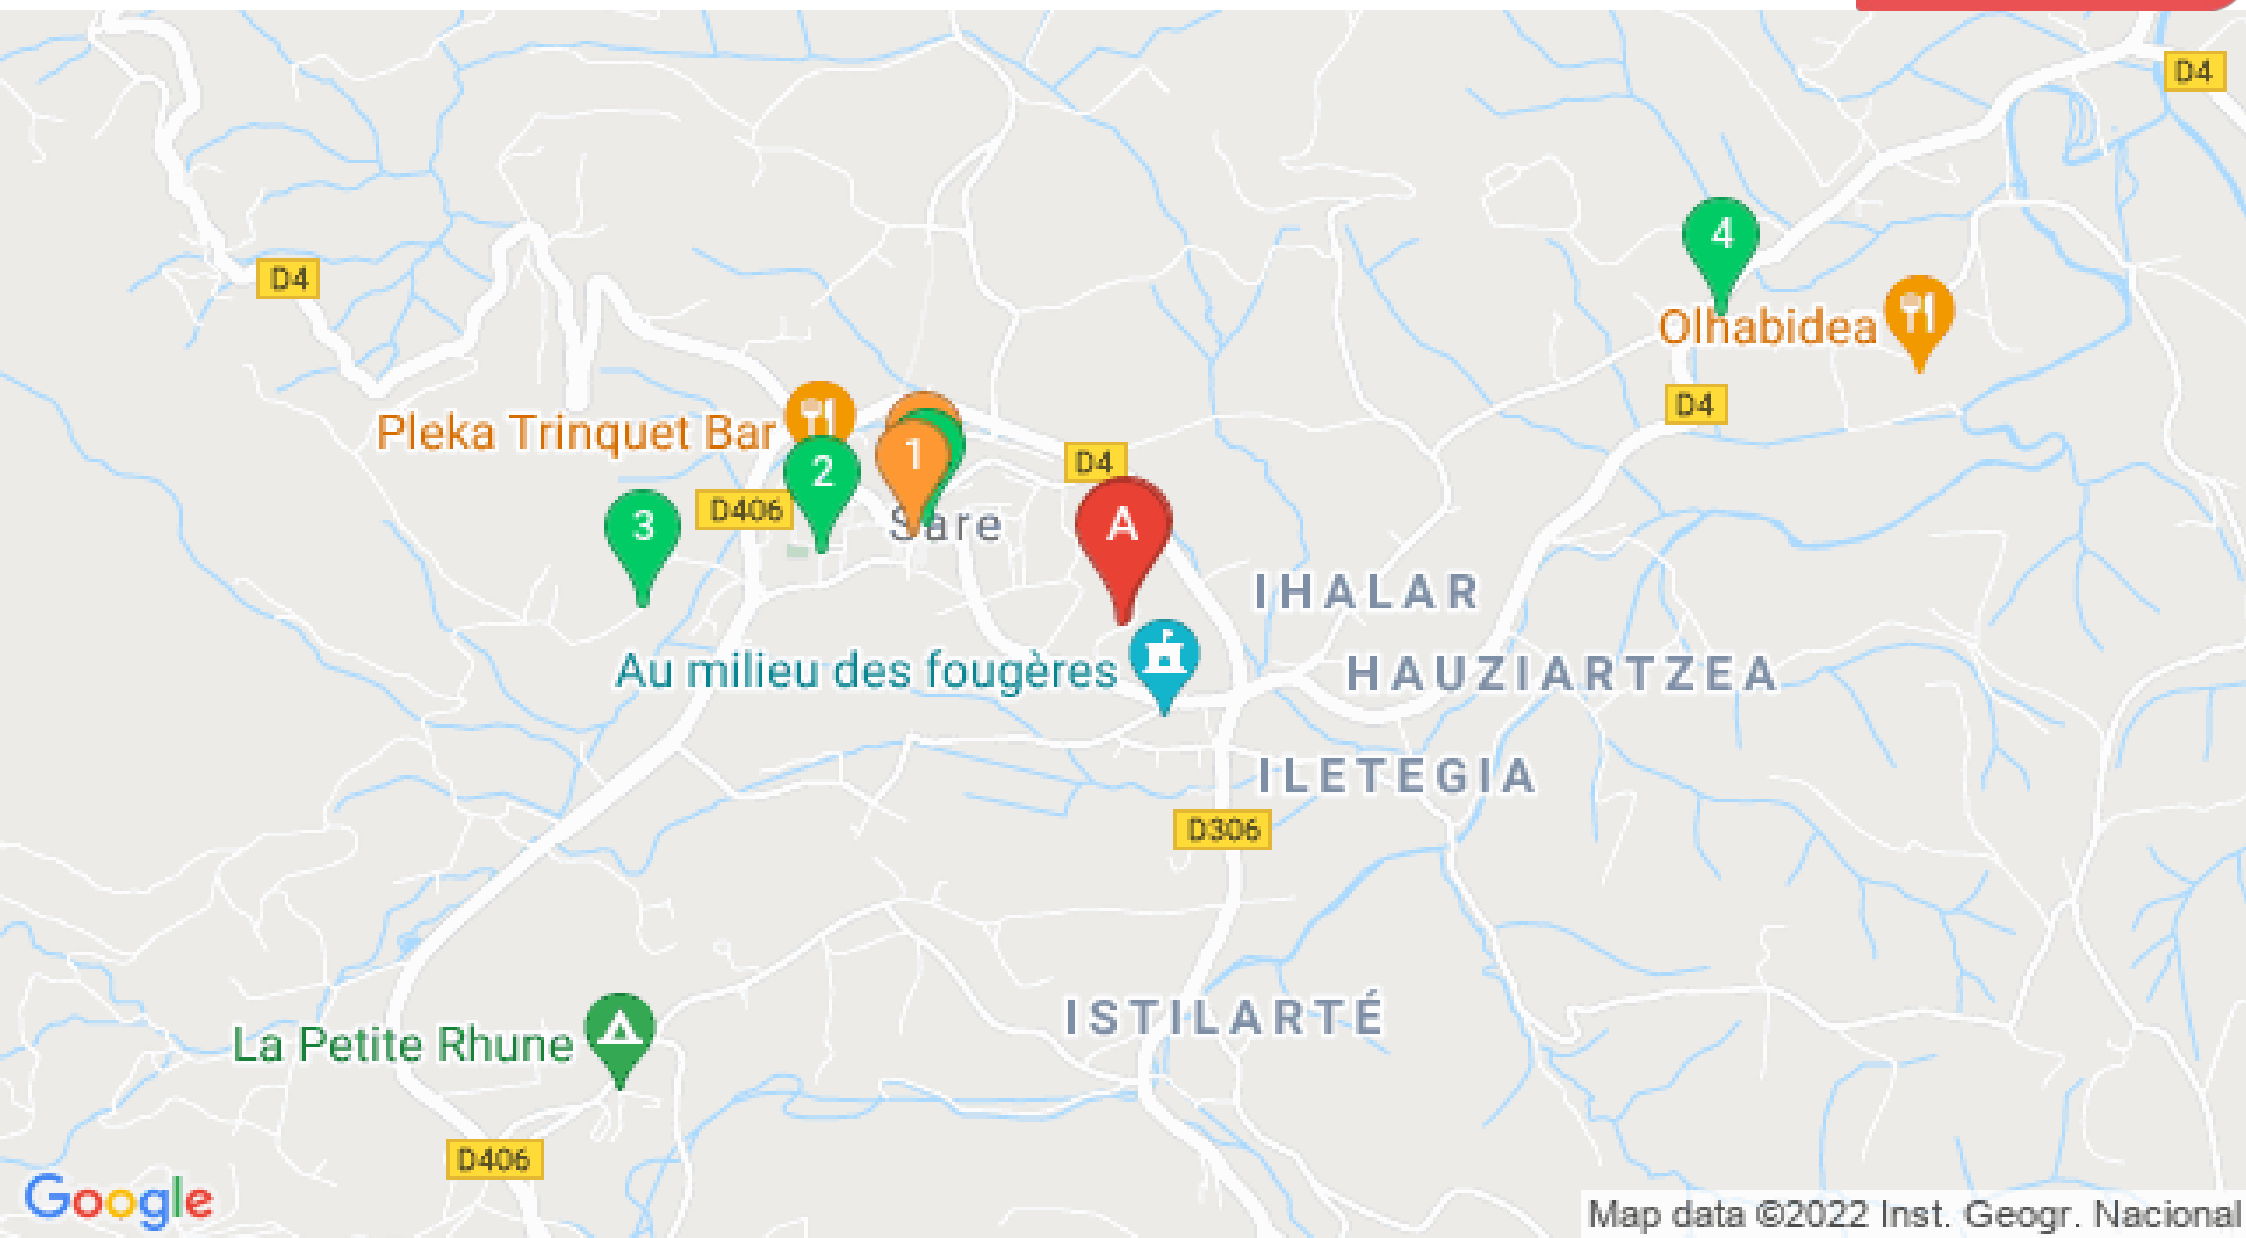 D4
4
D4
Olhabidea
D4
Pleka Trinquet Bar
1
D4
2
D406
3
Sare
A
IHALAR
Au milieu des fougères
HAUZIARTZEA
ILETEGIA
D306
ISTILARTÉ
La Petite Rhune
D406
Google
Map data ©2022 Inst. Geogr. Nacional